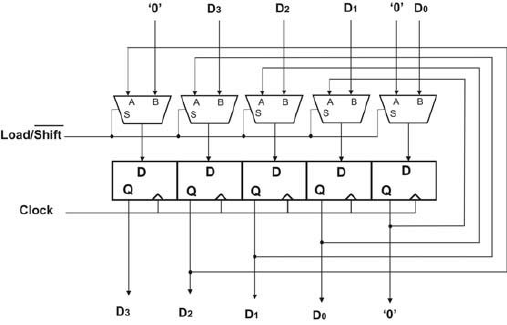 '0' D3 D2 D1 '0' D0
A B A B A B A B A B
S S S S S
Load/Shift
D D D D D
Q Q Q Q Q
Clock
D3 D2 D1 D0 '0'